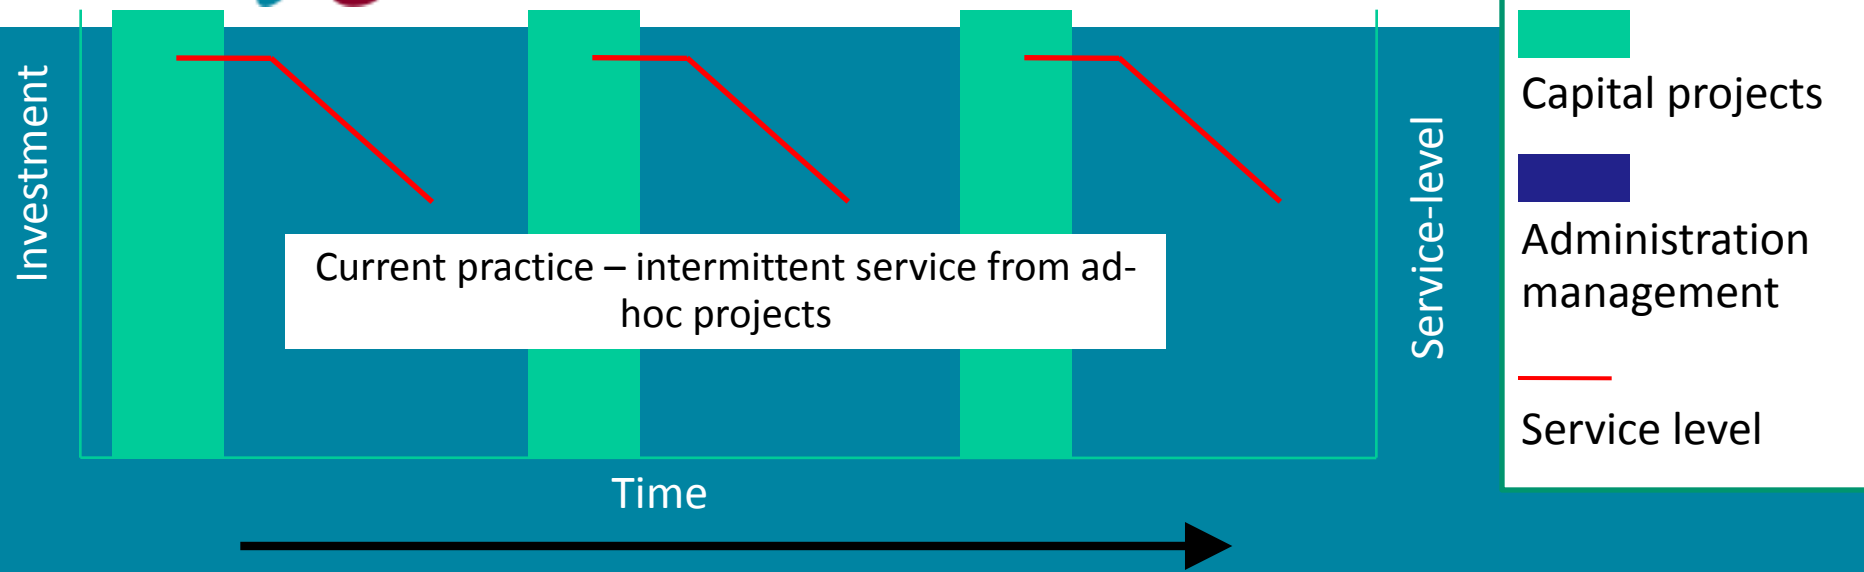 Investment
Current practice – intermittent service from ad-
hoc projects
Time
Service-level
Capital projects
Administration
management
Service level